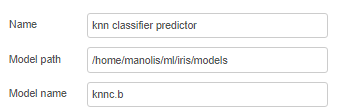 Name knn classifier predictor
Model path /home/manolis/ml/iris/models
Model name knnc.b